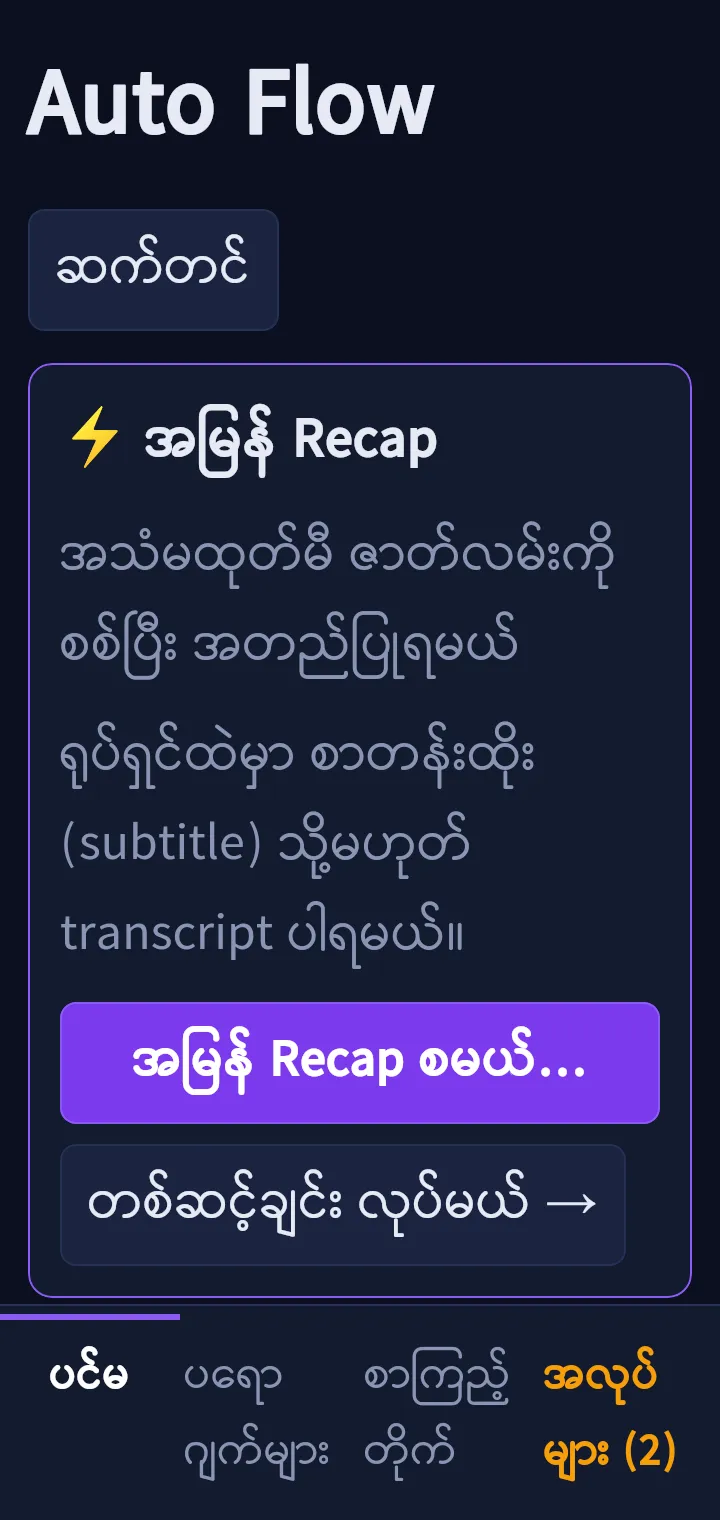 Auto Flow
ဆက်တင်
⚡ အမြန် Recap
အသံမထုတ်မီ ဇာတ်လမ်းကို
စစ်ပြီး အတည်ပြုရမယ်
ရုပ်ရှင်ထဲမှာ စာတန်းထိုး
(subtitle) သို့မဟုတ်
transcript ပါရမယ်။
အမြန် Recap စမယ်…
တစ်ဆင့်ချင်း လုပ်မယ် →
ပင်မ
ပရော
ဂျက်များ
စာကြည့်
တိုက်
အလုပ်
များ (2)